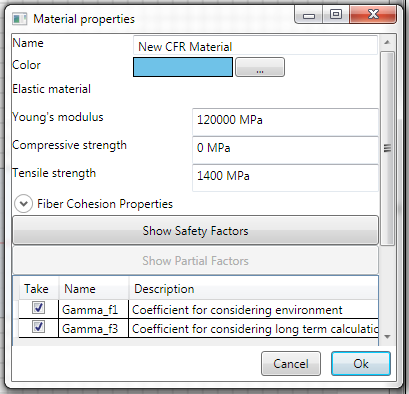 Material properties
Name New CFR Material
Color ...
Elastic material
Young's modulus 120000 MPa
Compressive strength 0 MPa
Tensile strength 1400 MPa
Fiber Cohesion Properties
Show Safety Factors
Show Partial Factors
Take Name Description
Gamma_f1 Coefficient for considering environment
Gamma_f3 Coefficient for considering long term calculatio
Cancel Ok